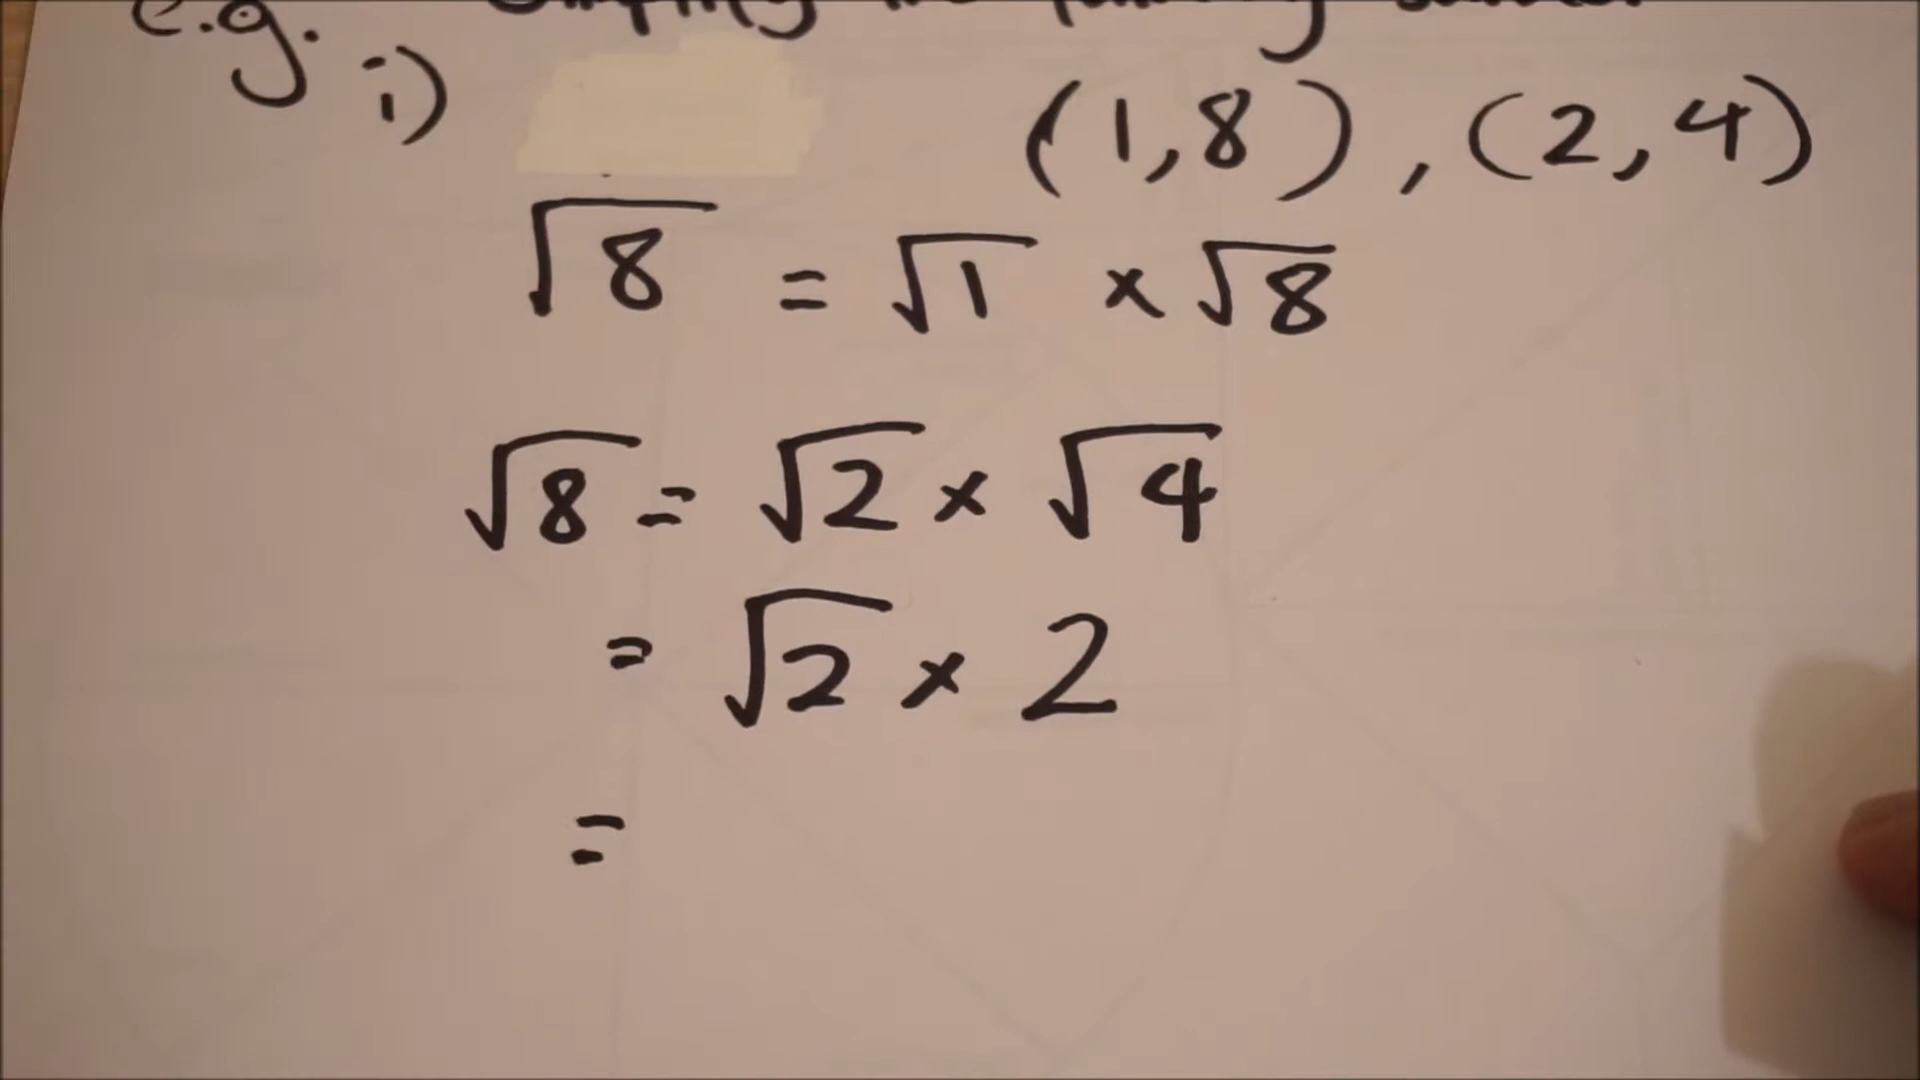 e.g.
i) (1,8), (2,4)
√8 = √1 × √8
√8 = √2 × √4
= √2 × 2
=